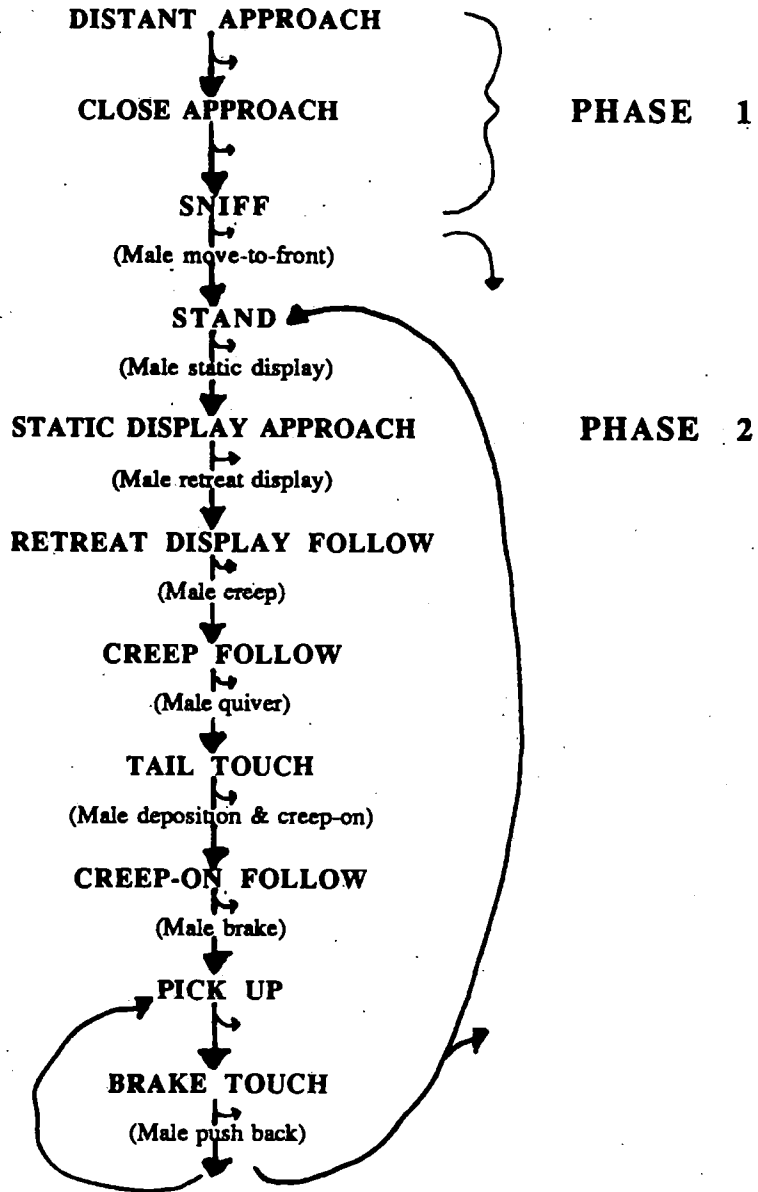 DISTANT APPROACH
CLOSE APPROACH
PHASE 1
SNIFF
(Male move-to-front)
STAND
(Male static display)
STATIC DISPLAY APPROACH
PHASE 2
(Male retreat display)
RETREAT DISPLAY FOLLOW
(Male creep)
CREEP FOLLOW
(Male quiver)
TAIL TOUCH
(Male deposition & creep-on)
CREEP-ON FOLLOW
(Male brake)
PICK UP
BRAKE TOUCH
(Male push back)